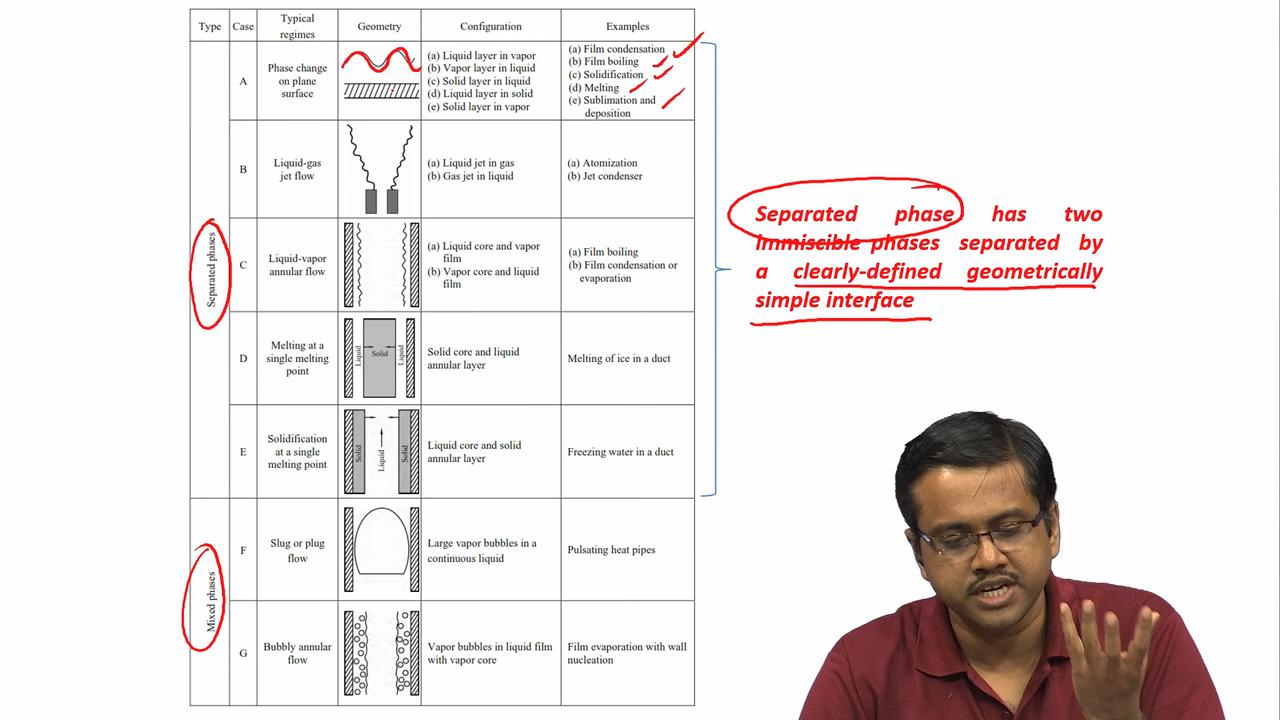 Type Case Typical regimes Geometry Configuration Examples
Separated phases
A
Phase change
on plane
surface
(a) Liquid layer in vapor
(b) Vapor layer in liquid
(c) Solid layer in liquid
(d) Liquid layer in solid
(e) Solid layer in vapor
(a) Film condensation
(b) Film boiling
(c) Solidification
(d) Melting
(e) Sublimation and
deposition
B
Liquid-gas
jet flow
(a) Liquid jet in gas
(b) Gas jet in liquid
(a) Atomization
(b) Jet condenser
C
Liquid-vapor
annular flow
(a) Liquid core and vapor
film
(b) Vapor core and liquid
film
(a) Film boiling
(b) Film condensation or
evaporation
D
Melting at a
single melting
point
Liquid
Solid
Liquid
Solid core and liquid
annular layer
Melting of ice in a duct
E
Solidification
at a single
melting point
Solid
Liquid
Solid
Liquid core and solid
annular layer
Freezing water in a duct
Mixed phases
F
Slug or plug
flow
Large vapor bubbles in a
continuous liquid
Pulsating heat pipes
G
Bubbly annular
flow
Vapor bubbles in liquid film
with vapor core
Film evaporation with wall
nucleation
Separated phase has two
immiscible phases separated by
a clearly-defined geometrically
simple interface